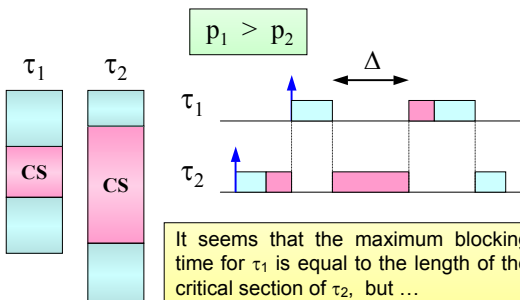 p1 > p2
τ1 τ2
Δ
τ1
CS
CS
τ2
It seems that the maximum blocking
time for τ1 is equal to the length of the
critical section of τ2, but …